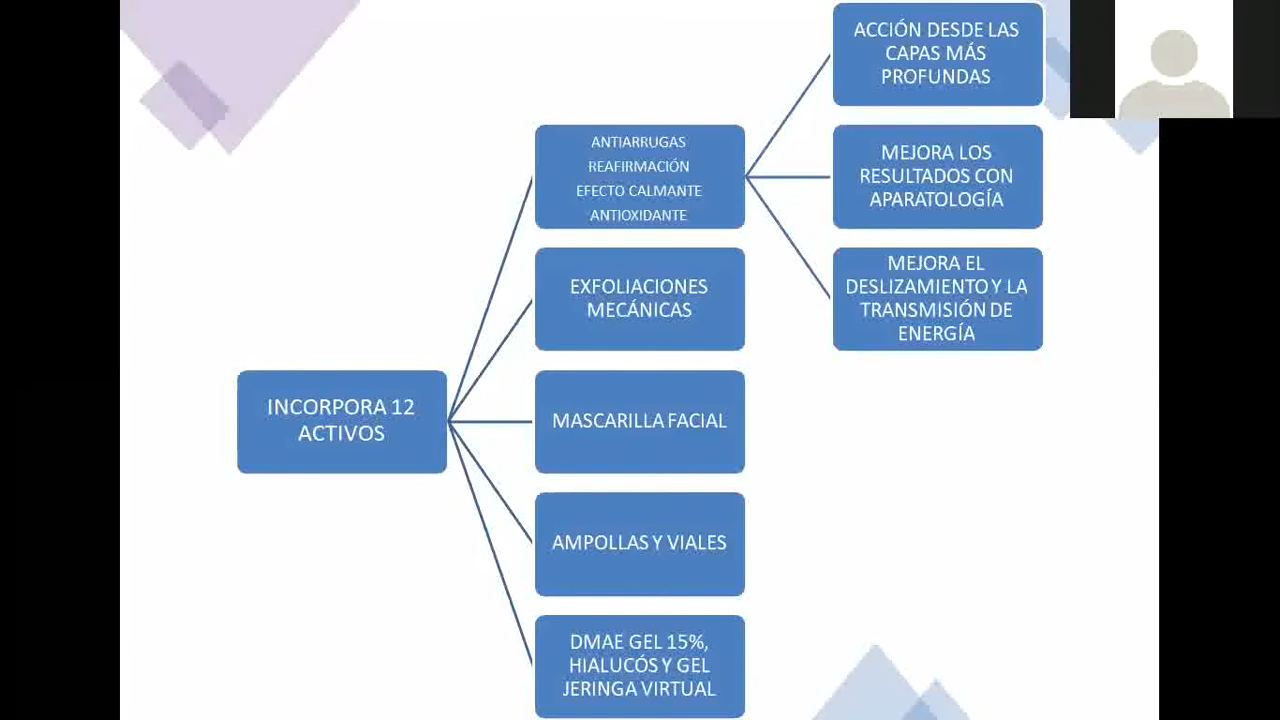 INCORPORA 12
ACTIVOS
ANTIARRUGAS
REAFIRMACIÓN
EFECTO CALMANTE
ANTIOXIDANTE
ACCIÓN DESDE LAS
CAPAS MÁS
PROFUNDAS
MEJORA LOS
RESULTADOS CON
APARATOLOGÍA
MEJORA EL
DESLIZAMIENTO Y LA
TRANSMISIÓN DE
ENERGÍA
EXFOLIACIONES
MECÁNICAS
MASCARILLA FACIAL
AMPOLLAS Y VIALES
DMAE GEL 15%,
HIALUCÓS Y GEL
JERINGA VIRTUAL